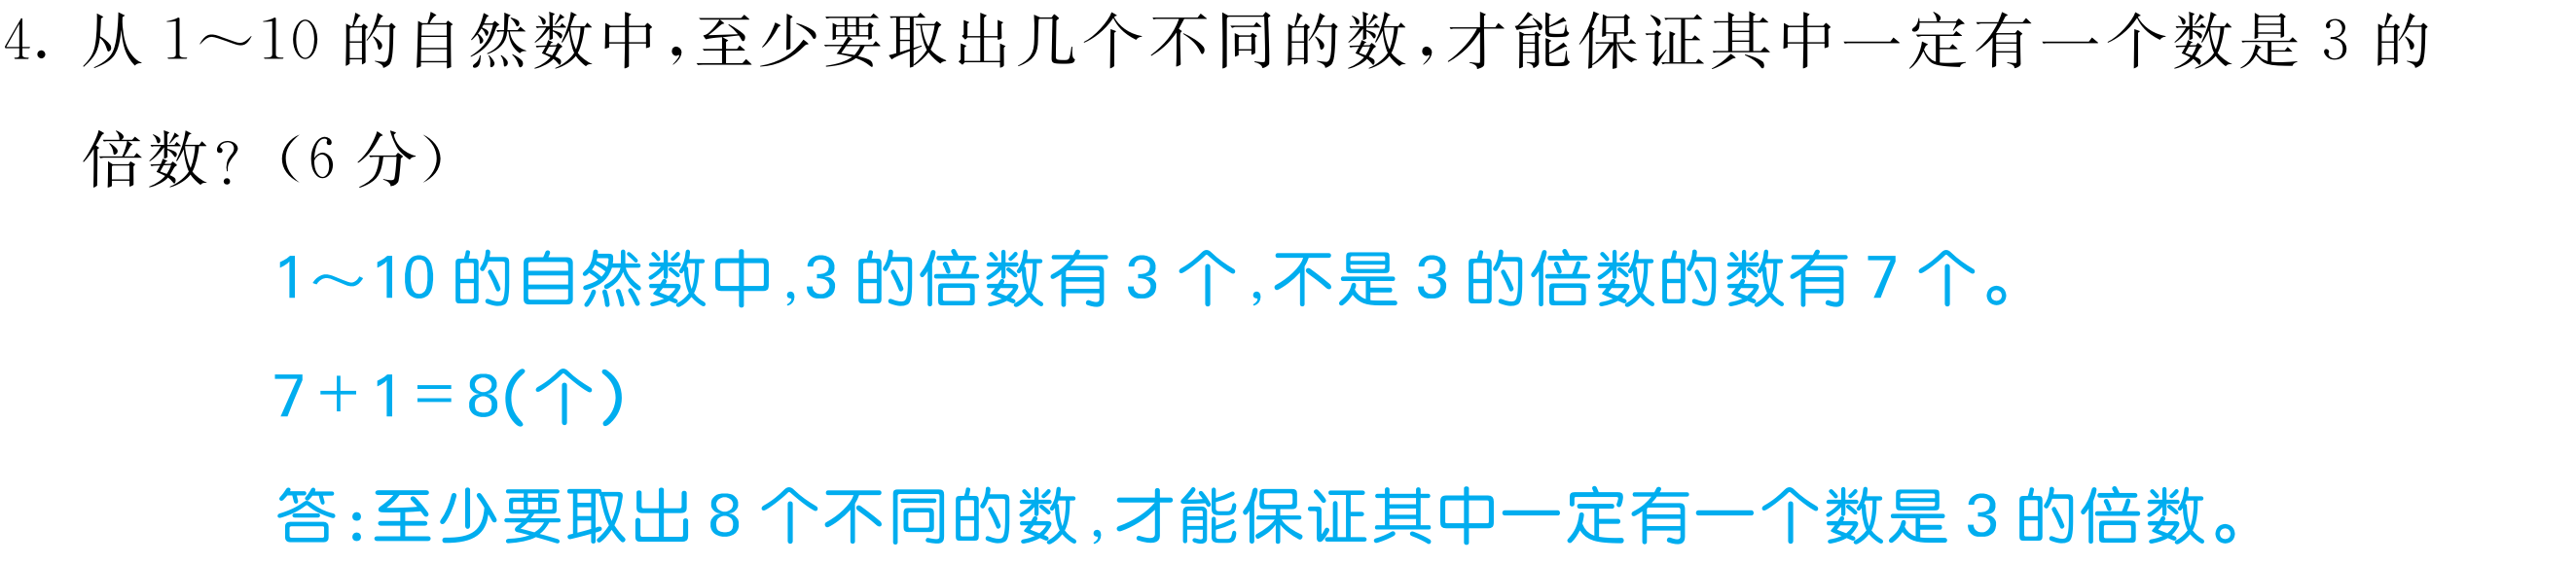 4. 从 1～10 的自然数中,至少要取出几个不同的数,才能保证其中一定有一个数是 3 的
倍数?（6 分）
1～10 的自然数中,3 的倍数有 3 个,不是 3 的倍数的数有 7 个。
7+1=8(个)
答:至少要取出 8 个不同的数,才能保证其中一定有一个数是 3 的倍数。